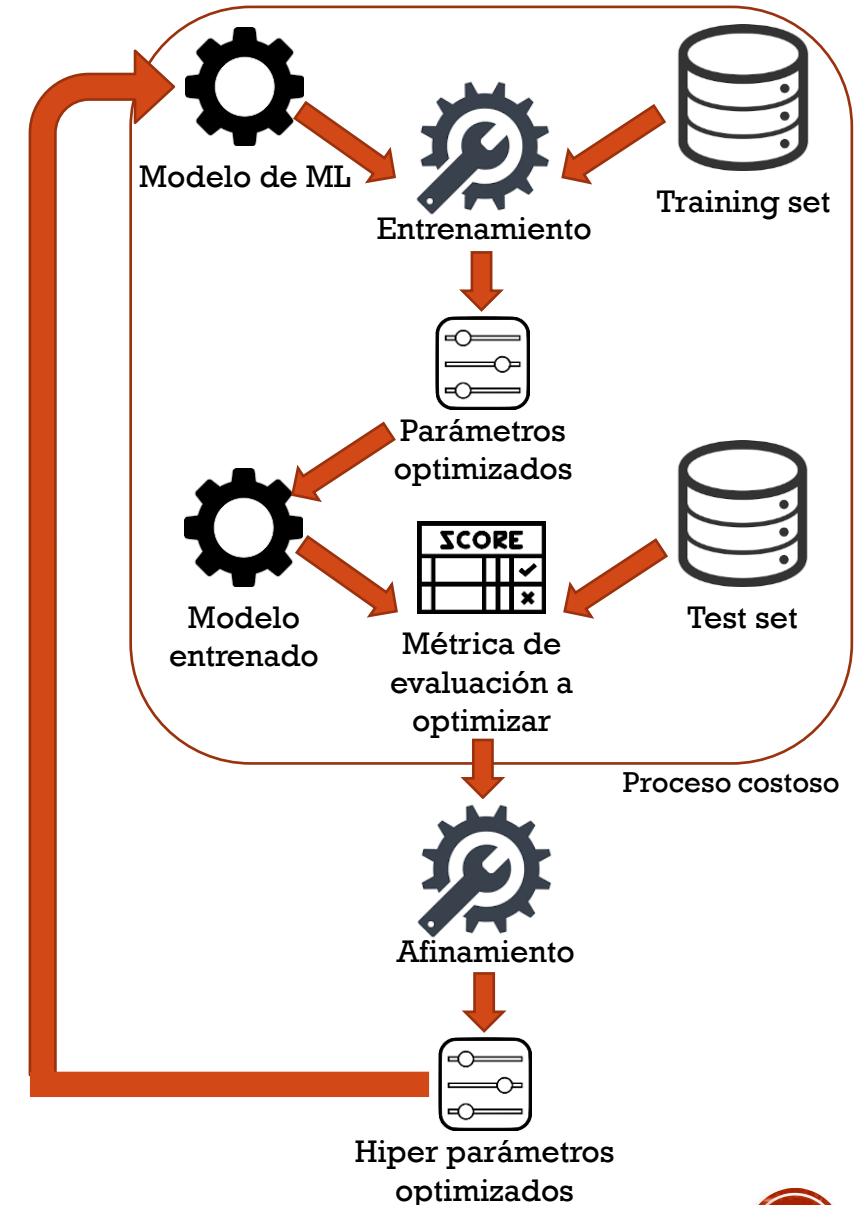 Modelo de ML
Training set
Entrenamiento
Parámetros
optimizados
SCORE
Modelo
entrenado
Test set
Métrica de
evaluación a
optimizar
Proceso costoso
Afinamiento
Hiper parámetros
optimizados